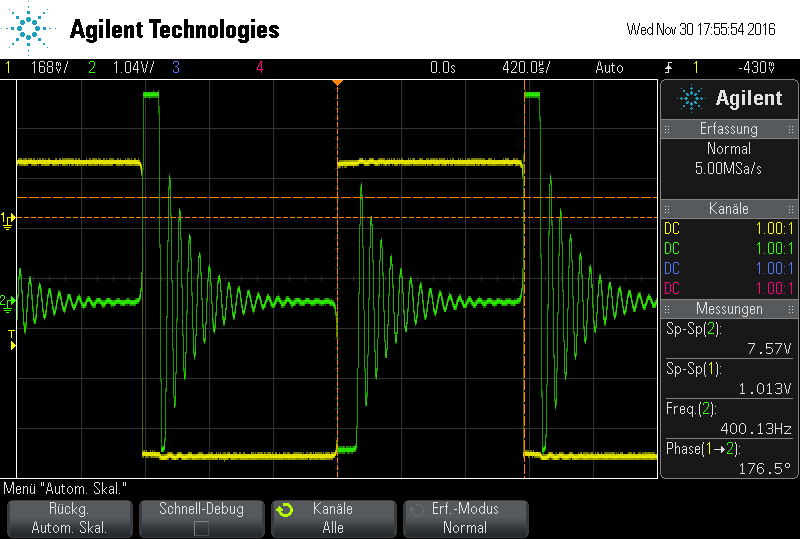 Agilent Technologies
Wed Nov 30 17:55:54 2016
1 168mV/ 2 1.04V/ 3 4 0.0s 420.0us/ Auto 1 -430mV
Agilent
Erfassung
Normal
5.00MSa/s
Kanäle
DC 1.00:1
DC 1.00:1
DC 1.00:1
DC 1.00:1
Messungen
Sp-Sp(2):
7.57V
Sp-Sp(1):
1.013V
Freq.(2):
400.13Hz
Phase(1→2):
176.5°
1
2
T
Menü "Autom. Skal."
Rückg.
Autom. Skal.
Schnell-Debug
Kanäle
Alle
Erf.-Modus
Normal